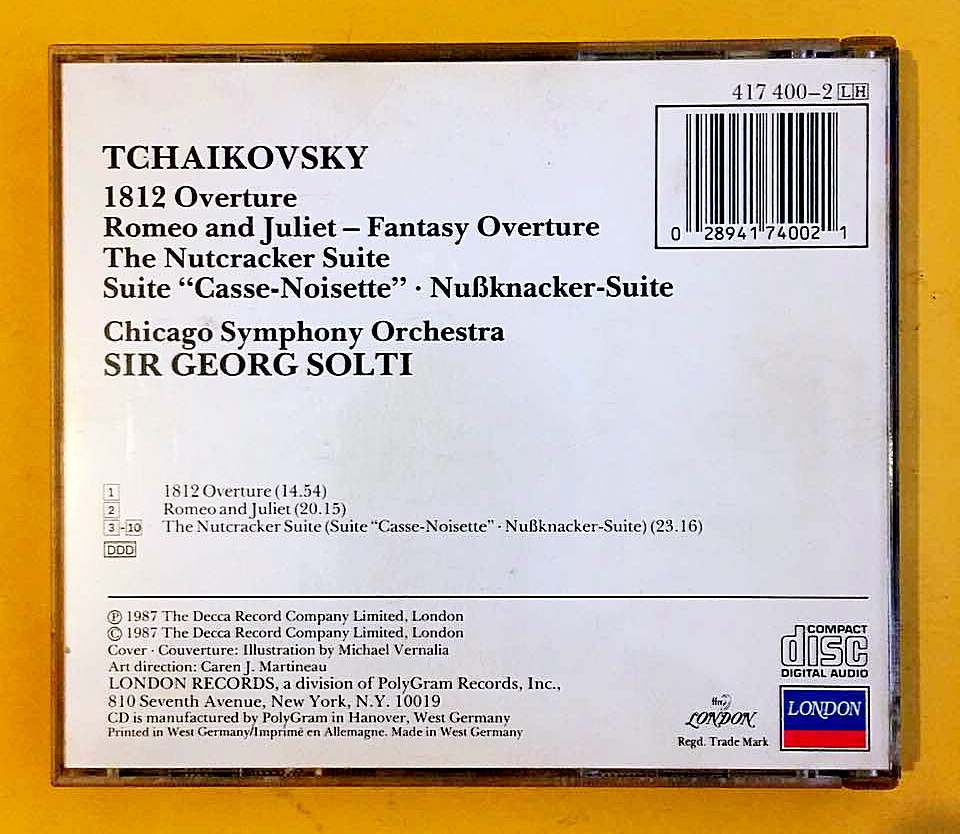 417 400-2 LH
0 28941 74002 1
TCHAIKOVSKY
1812 Overture
Romeo and Juliet – Fantasy Overture
The Nutcracker Suite
Suite “Casse-Noisette” · Nußknacker-Suite
Chicago Symphony Orchestra
SIR GEORG SOLTI
1 1812 Overture (14.54)
2 Romeo and Juliet (20.15)
3-10 The Nutcracker Suite (Suite “Casse-Noisette” · Nußknacker-Suite) (23.16)
DDD
Ⓟ 1987 The Decca Record Company Limited, London
© 1987 The Decca Record Company Limited, London
Cover · Couverture: Illustration by Michael Vernalia
Art direction: Caren J. Martineau
LONDON RECORDS, a division of PolyGram Records, Inc.,
810 Seventh Avenue, New York, N.Y. 10019
CD is manufactured by PolyGram in Hanover, West Germany
Printed in West Germany/Imprimé en Allemagne. Made in West Germany
COMPACT
disc
DIGITAL AUDIO
ffrr
LONDON
Regd. Trade Mark
LONDON